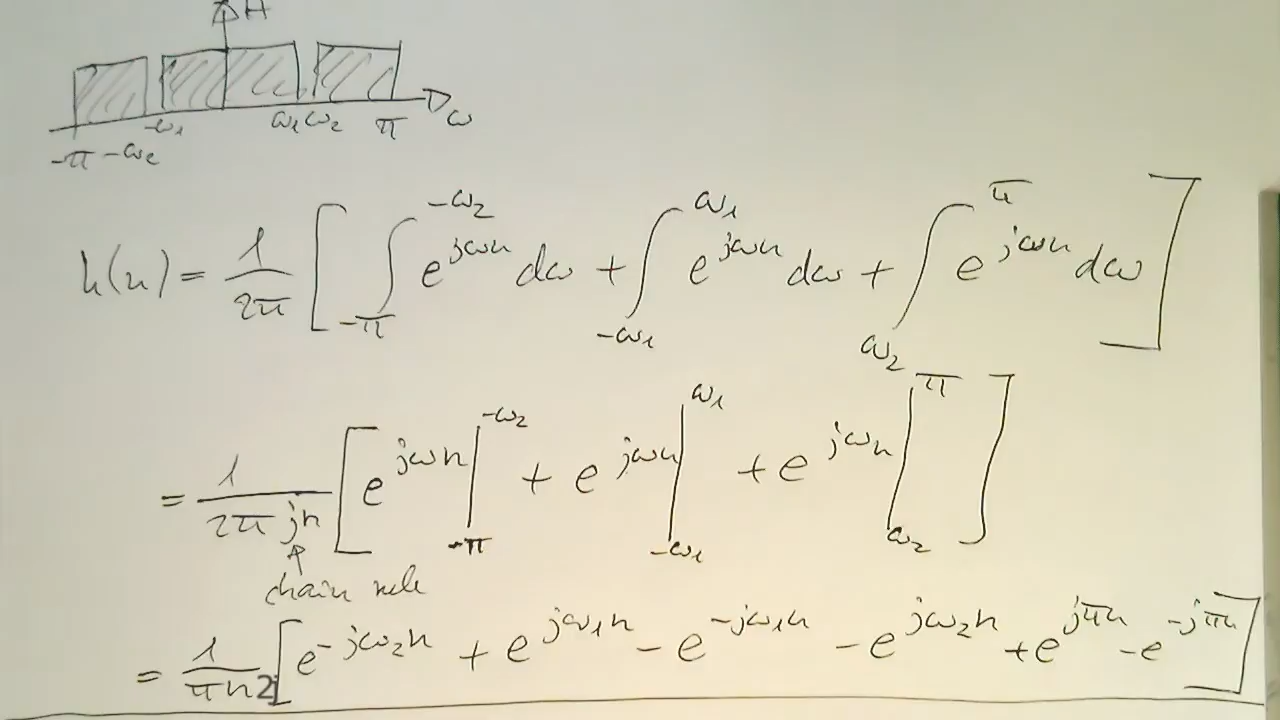 H
-π -ω₂ -ω₁ ω₁ ω₂ π ω
h(n) = 1/2π [ ∫_{-π}^{-ω₂} e^{jωn} dω + ∫_{-ω₁}^{ω₁} e^{jωn} dω + ∫_{ω₂}^{π} e^{jωn} dω ]
= 1/2π jn [ e^{jωn} |_{-π}^{-ω₂} + e^{jωn} |_{-ω₁}^{ω₁} + e^{jωn} |_{ω₂}^{π} ]
chain rule
= 1/πn2j [ e^{-jω₂n} + e^{jω₁n} - e^{-jω₁n} - e^{jω₂n} + e^{jπn} - e^{-jπn} ]